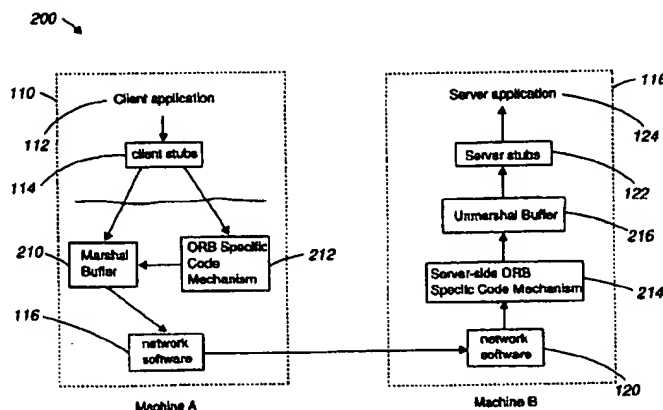 200
110
Client application
112
client stubs
114
210
Marshal
Buffer
ORB Specific
Code
Mechanism
212
116
network
software
Machine A
118
Server application
124
Server stubs
122
Unmarshal Buffer
216
Server-side ORB
Specific Code Mechanism
214
network
software
120
Machine B